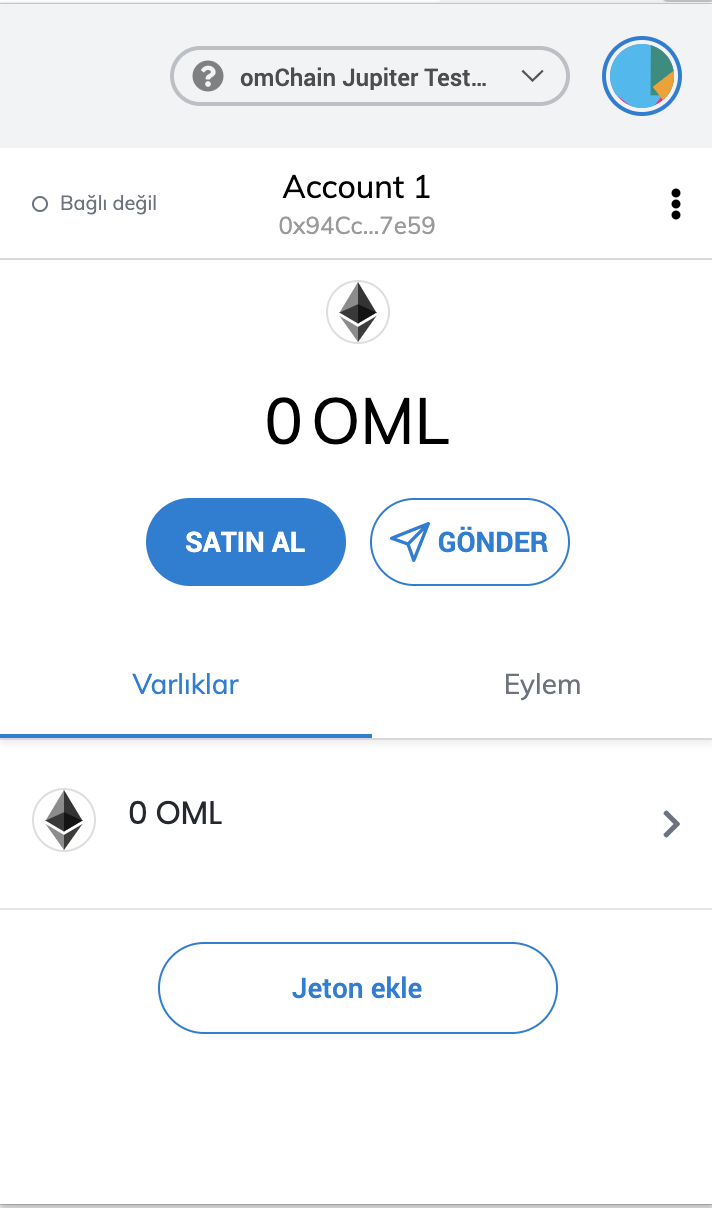 omChain Jupiter Test...
Bağlı değil
Account 1
0x94Cc...7e59
0 OML
SATIN AL
GÖNDER
Varlıklar
Eylem
0 OML
Jeton ekle